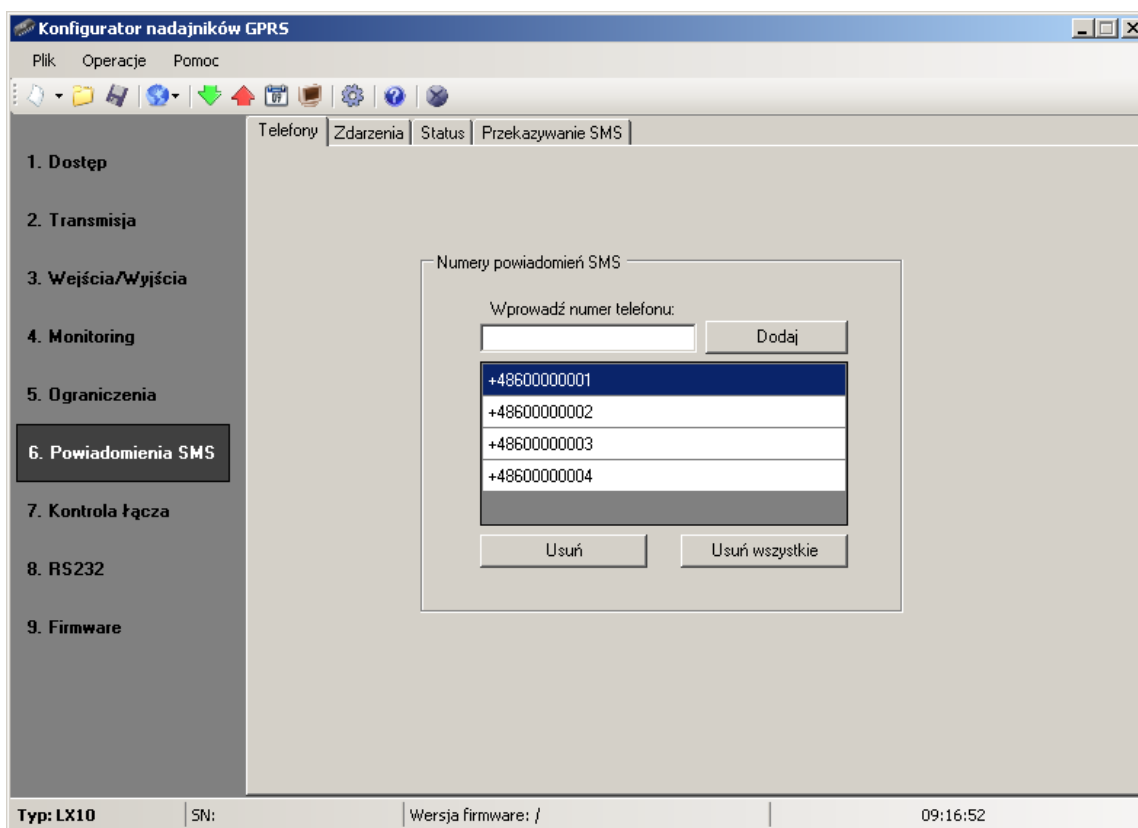 Konfigurator nadajników GPRS
Plik Operacje Pomoc
Telefony Zdarzenia Status Przekazywanie SMS
1. Dostęp
2. Transmisja
3. Wejścia/Wyjścia
4. Monitoring
5. Ograniczenia
6. Powiadomienia SMS
7. Kontrola łącza
8. RS232
9. Firmware
Numery powiadomień SMS
Wprowadź numer telefonu:
Dodaj
+48600000001
+48600000002
+48600000003
+48600000004
Usuń Usuń wszystkie
Typ: LX10 SN: Wersja firmware: / 09:16:52